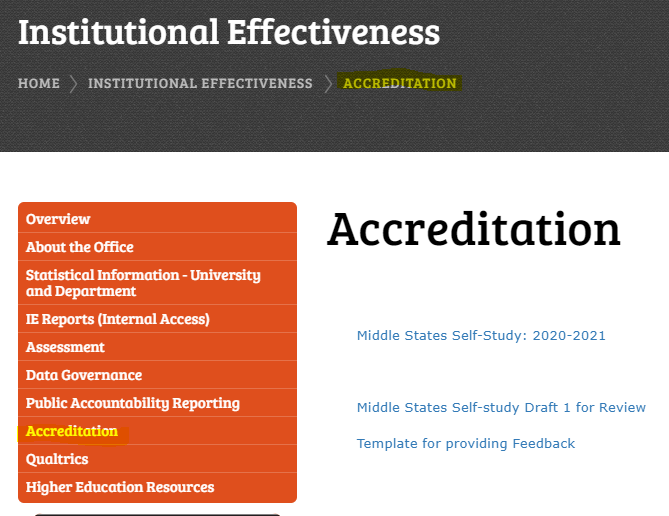 Institutional Effectiveness
HOME
INSTITUTIONAL EFFECTIVENESS
ACCREDITATION
Overview
About the Office
Statistical Information - University
and Department
IE Reports (Internal Access)
Assessment
Data Governance
Public Accountability Reporting
Accreditation
Qualtrics
Higher Education Resources
Accreditation
Middle States Self-Study: 2020-2021
Middle States Self-study Draft 1 for Review
Template for providing Feedback